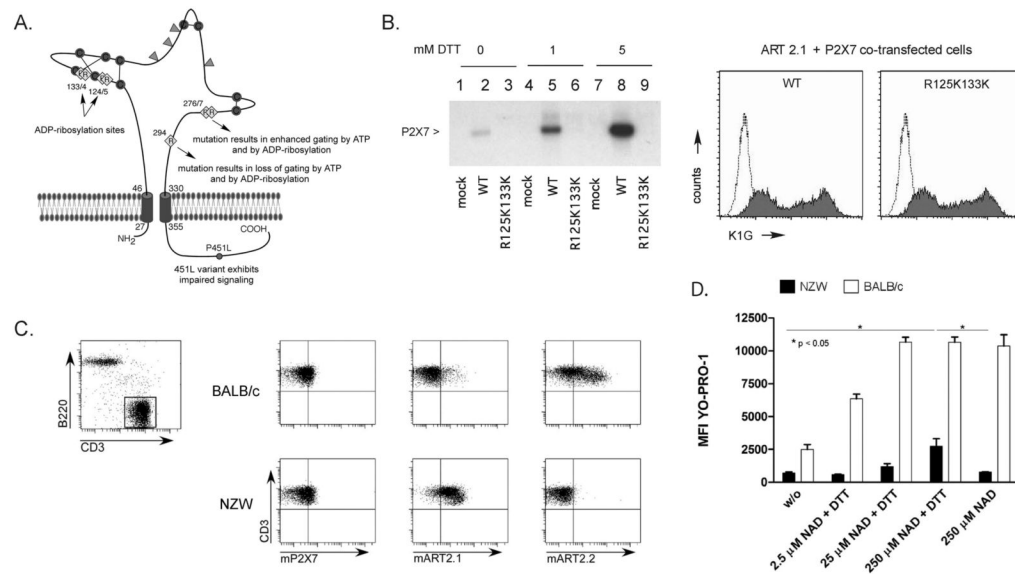 A.
K R
R R
133/4
124/5
ADP-ribosylation sites
276/7
R R
mutation results in enhanced gating by ATP
and by ADP-ribosylation
294
R
mutation results in loss of gating by ATP
and by ADP-ribosylation
46
330
27
355
NH2
COOH
P451L
451L variant exhibits
impaired signaling
B.
mM DTT 0 1 5
1 2 3 4 5 6 7 8 9
P2X7 >
mock WT R125K133K mock WT R125K133K mock WT R125K133K
ART 2.1 + P2X7 co-transfected cells
WT
R125K133K
counts
K1G
C.
B220
CD3
BALB/c
NZW
CD3
mP2X7
mART2.1
mART2.2
D.
NZW BALB/c
* p < 0.05
*
*
MFI YO-PRO-1
12500
10000
7500
5000
2500
0
w/o
2.5 µM NAD + DTT
25 µM NAD + DTT
250 µM NAD + DTT
250 µM NAD